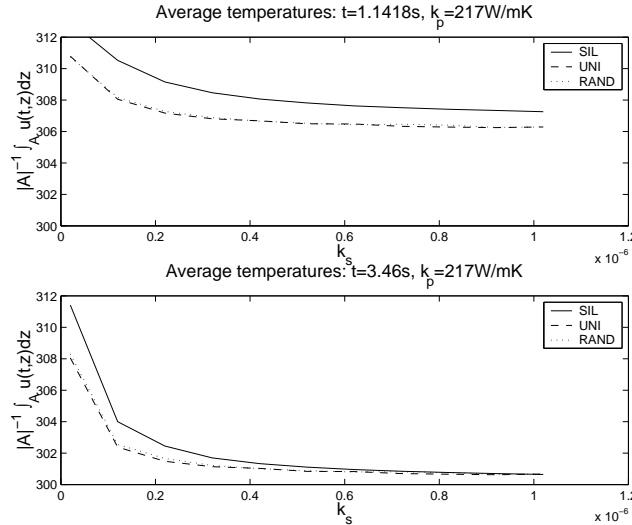 Average temperatures: t=1.1418s, k_p=217W/mK
312
310
308
306
304
302
300
|A|^{-1} ∫_A u(t,z)dz
SIL
UNI
RAND
0 0.2 0.4 0.6 0.8 1 1.2
k_s
x 10^{-6}
Average temperatures: t=3.46s, k_p=217W/mK
312
310
308
306
304
302
300
|A|^{-1} ∫_A u(t,z)dz
SIL
UNI
RAND
0 0.2 0.4 0.6 0.8 1 1.2
k_s
x 10^{-6}